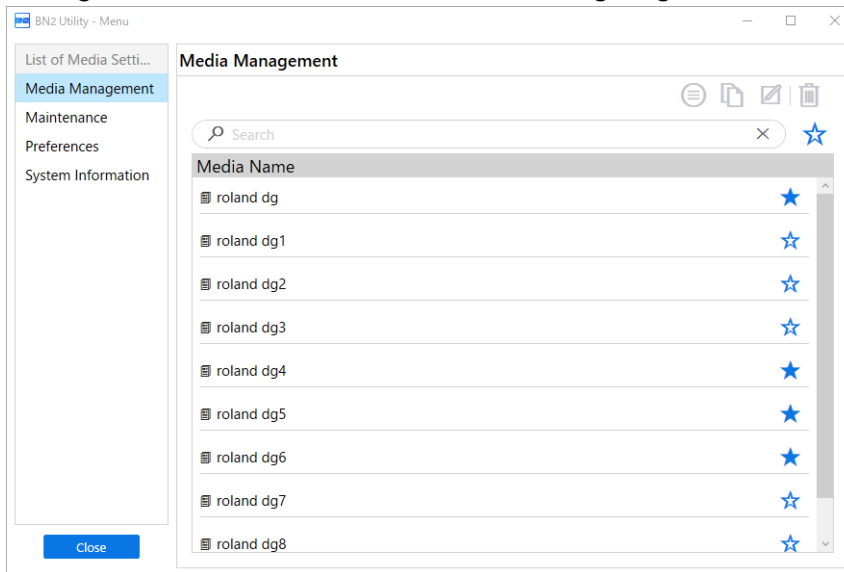 BN2 Utility - Menu
List of Media Setti...
Media Management
Maintenance
Preferences
System Information
Close
Media Management
Search
Media Name
roland dg
roland dg1
roland dg2
roland dg3
roland dg4
roland dg5
roland dg6
roland dg7
roland dg8